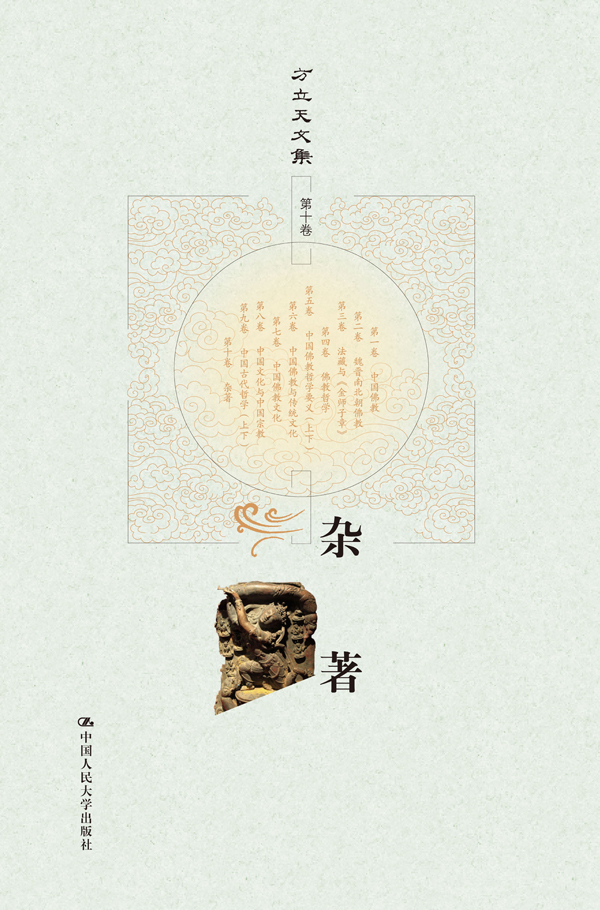 方立天文集
第十卷
第一卷 中国佛教
第二卷 魏晋南北朝佛教
第三卷 法藏与《金师子章》
第四卷 佛教哲学
第五卷 中国佛教哲学要义（上下）
第六卷 中国佛教与传统文化
第七卷 中国佛教文化
第八卷 中国文化与中国宗教
第九卷 中国古代哲学（上下）
第十卷 杂著
杂著
中国人民大学出版社